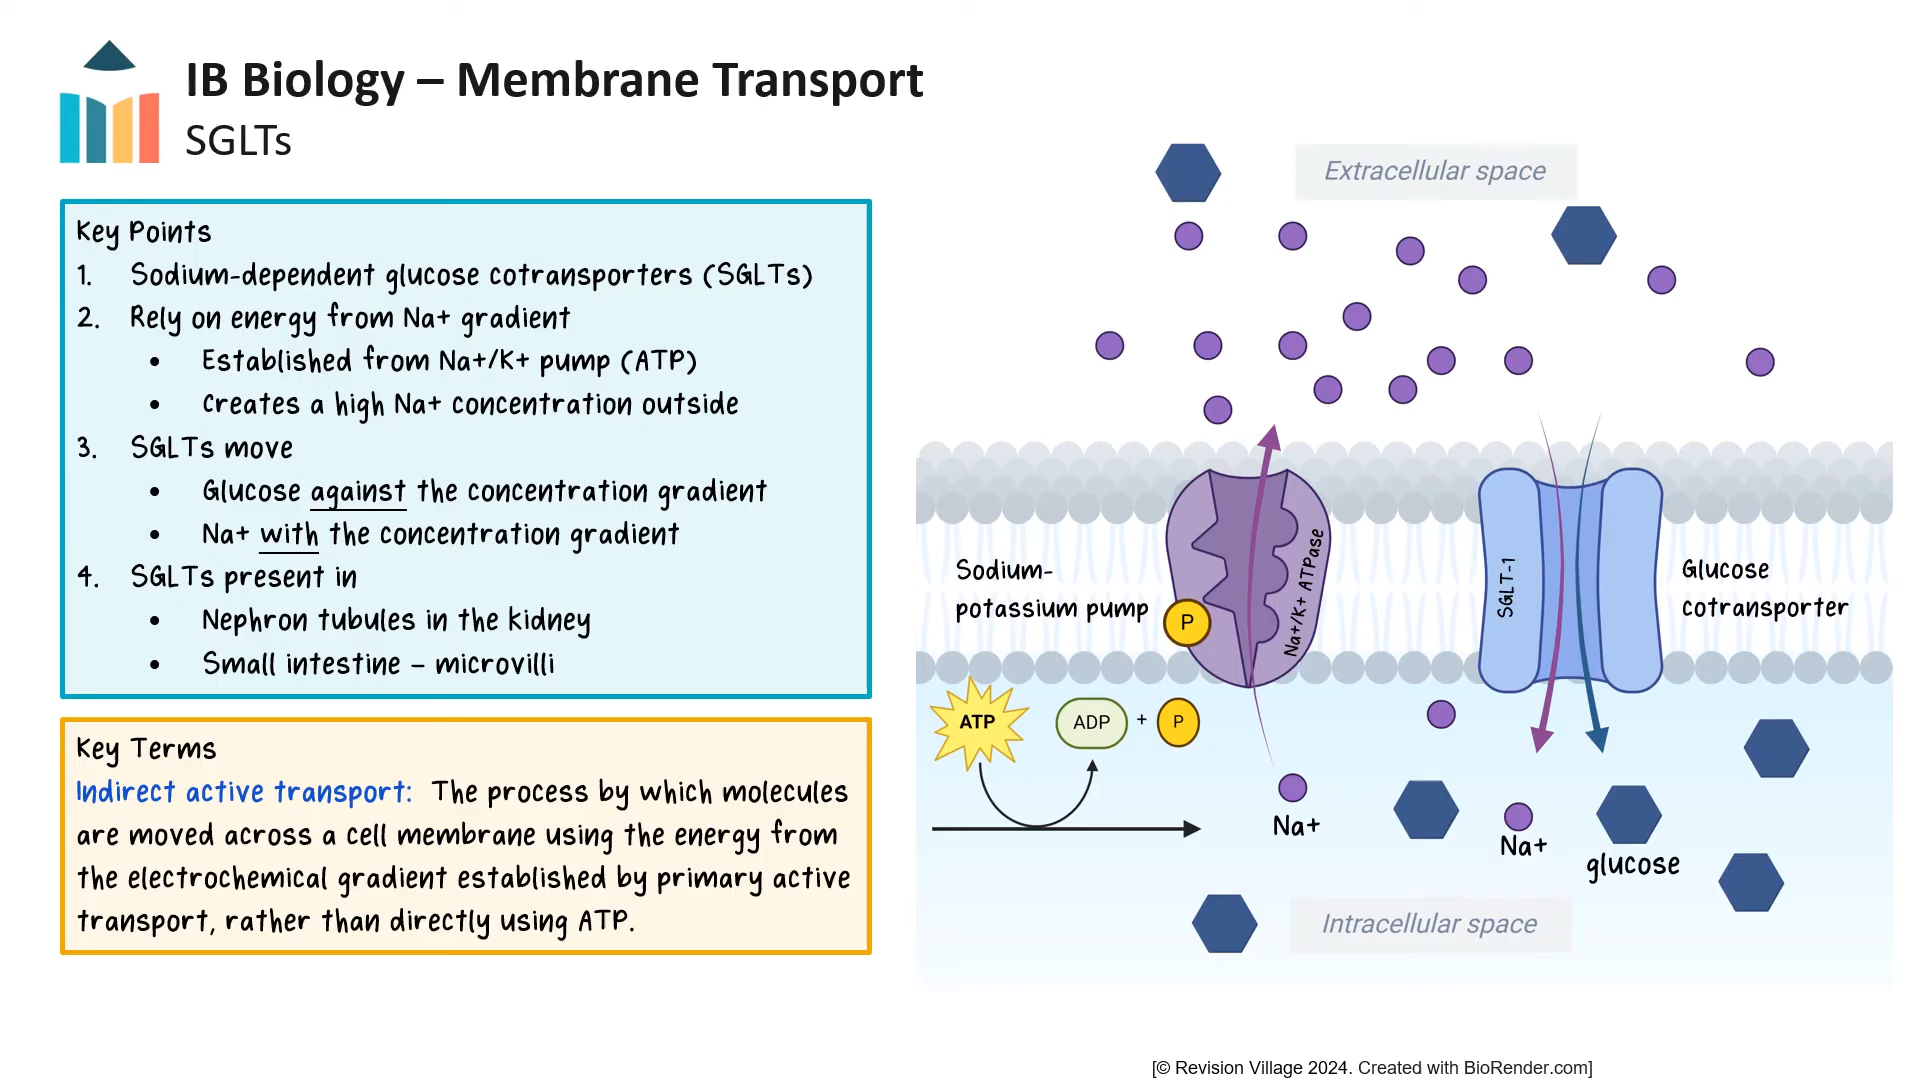 IB Biology – Membrane Transport
SGLTs
Key Points
1. Sodium-dependent glucose cotransporters (SGLTs)
2. Rely on energy from Na+ gradient
• Established from Na+/K+ pump (ATP)
• Creates a high Na+ concentration outside
3. SGLTs move
• Glucose against the concentration gradient
• Na+ with the concentration gradient
4. SGLTs present in
• Nephron tubules in the kidney
• Small intestine – microvilli
Key Terms
Indirect active transport: The process by which molecules
are moved across a cell membrane using the energy from
the electrochemical gradient established by primary active
transport, rather than directly using ATP.
Extracellular space
Sodium-
potassium pump
P
Na+/K+ ATPase
SGLT-1
Glucose
cotransporter
ATP
ADP + P
Na+
Na+
glucose
Intracellular space
[© Revision Village 2024. Created with BioRender.com]